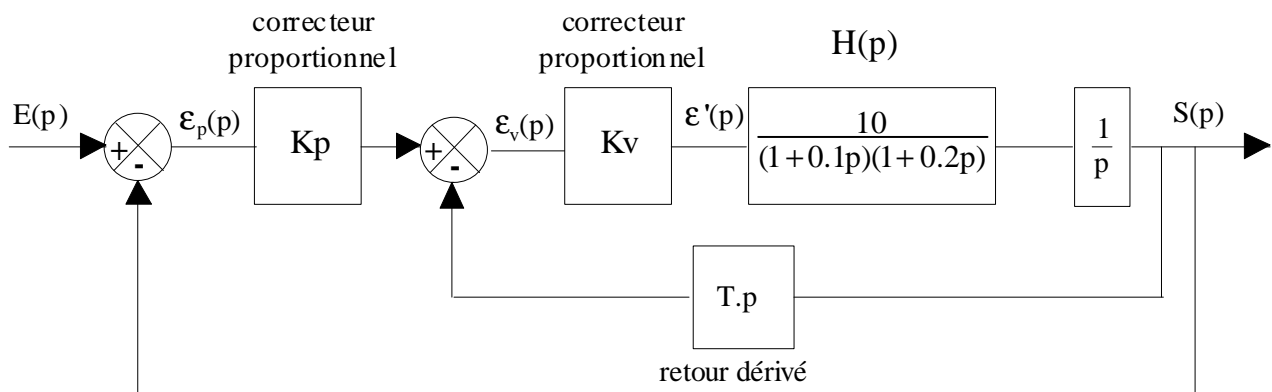 correcteur
proportionnel
correcteur
proportionnel
H(p)
E(p)
+
-
εp(p)
Kp
+
-
εv(p)
Kv
ε'(p)
10
(1+0.1p)(1+0.2p)
1
p
S(p)
T.p
retour dérivé